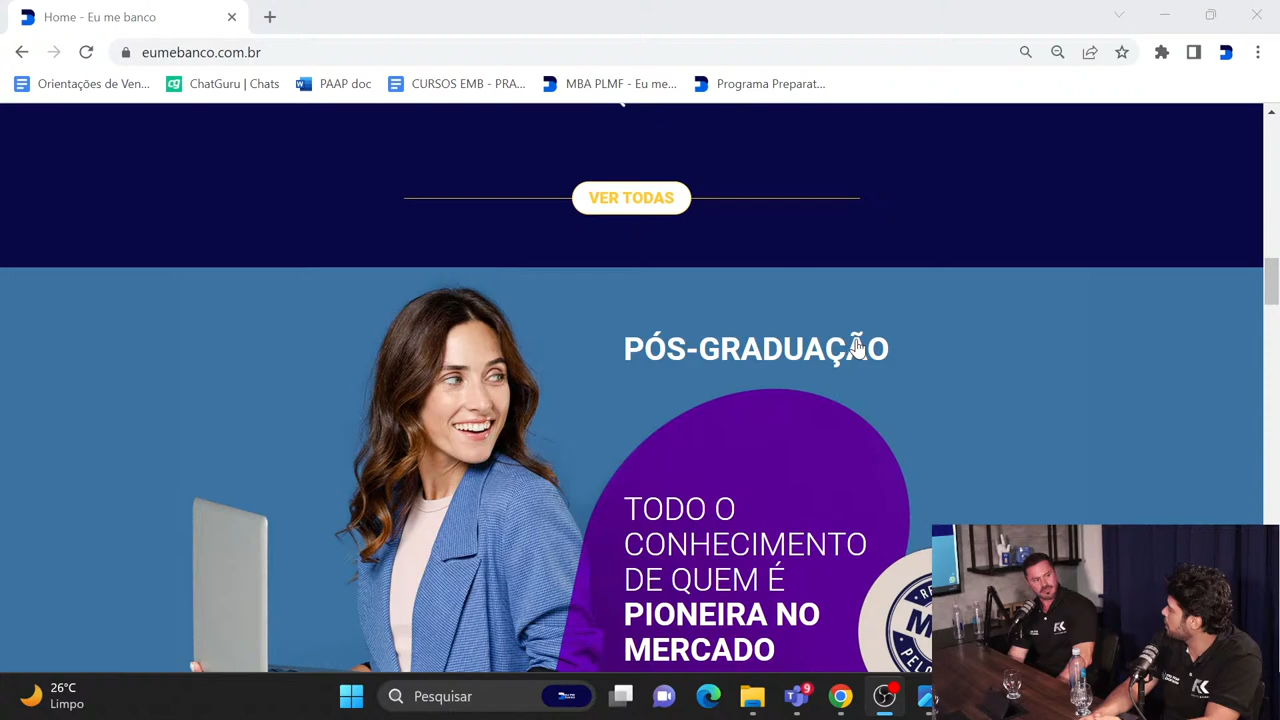 Home - Eu me banco
eumebanco.com.br
Orientações de Ven...
ChatGuru | Chats
PAAP doc
CURSOS EMB - PRA...
MBA PLMF - Eu me...
Programa Preparat...
VER TODAS
PÓS-GRADUAÇÃO
TODO O
CONHECIMENTO
DE QUEM É
PIONEIRA NO
MERCADO
26°C
Limpo
Pesquisar
9